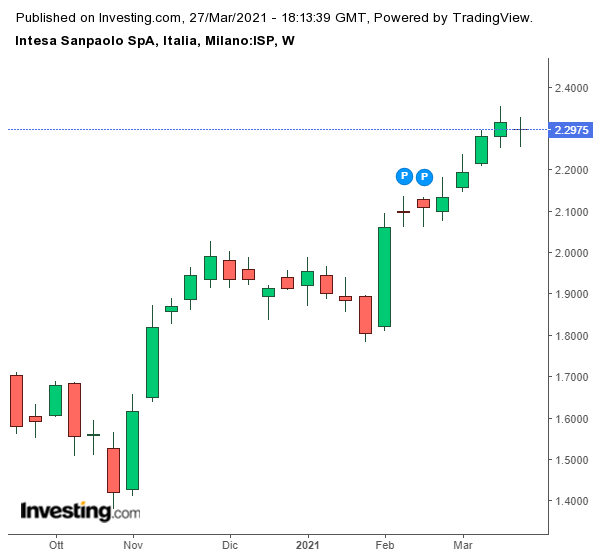 Published on Investing.com, 27/Mar/2021 - 18:13:39 GMT, Powered by TradingView.
Intesa Sanpaolo SpA, Italia, Milano:ISP, W
2.4000
2.2975
2.2000
P P
2.1000
2.0000
1.9000
1.8000
1.7000
1.6000
1.5000
1.4000
Investing.com
Ott Nov Dic 2021 Feb Mar